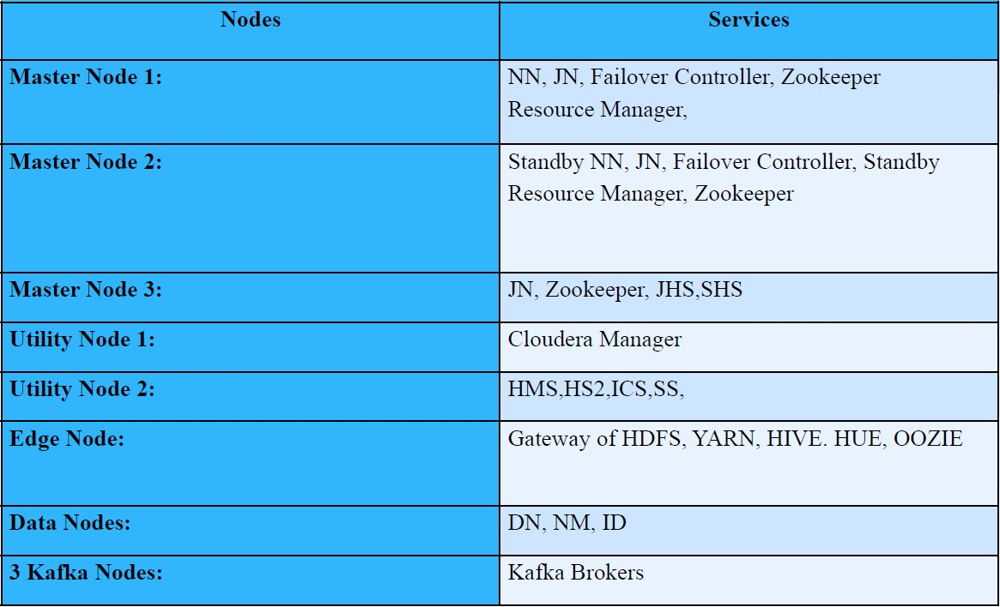 Nodes
Services
Master Node 1:
NN, JN, Failover Controller, Zookeeper
Resource Manager,
Master Node 2:
Standby NN, JN, Failover Controller, Standby
Resource Manager, Zookeeper
Master Node 3:
JN, Zookeeper, JHS,SHS
Utility Node 1:
Cloudera Manager
Utility Node 2:
HMS,HS2,ICS,SS,
Edge Node:
Gateway of HDFS, YARN, HIVE. HUE, OOZIE
Data Nodes:
DN, NM, ID
3 Kafka Nodes:
Kafka Brokers